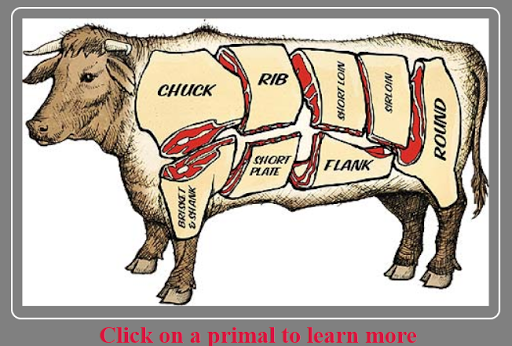 CHUCK
RIB
SHORT LOIN
SIRLOIN
ROUND
BRISKET
& SHANK
SHORT
PLATE
FLANK
Click on a primal to learn more